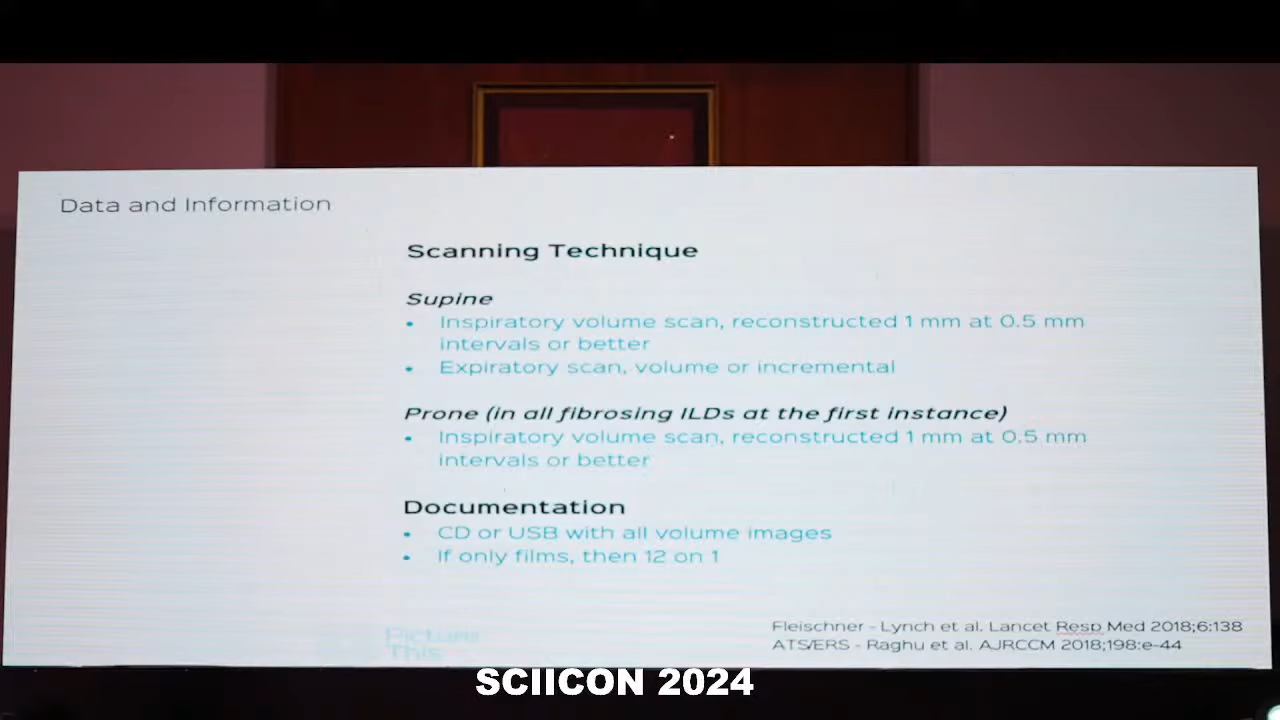 Data and Information
Scanning Technique
Supine
• Inspiratory volume scan, reconstructed 1 mm at 0.5 mm
intervals or better
• Expiratory scan, volume or incremental
Prone (in all fibrosing ILDs at the first instance)
• Inspiratory volume scan, reconstructed 1 mm at 0.5 mm
intervals or better
Documentation
• CD or USB with all volume images
• If only films, then 12 on 1
Fleischner - Lynch et al. Lancet Resp Med 2018;6:138
ATS/ERS - Raghu et al. AJRCCM 2018;198:e-44
Picture
This
SCIICON 2024